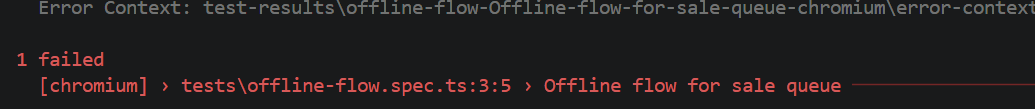 Error Context: test-results\offline-flow-Offline-flow-for-sale-queue-chromium\error-context
1 failed
[chromium] › tests\offline-flow.spec.ts:3:5 › Offline flow for sale queue